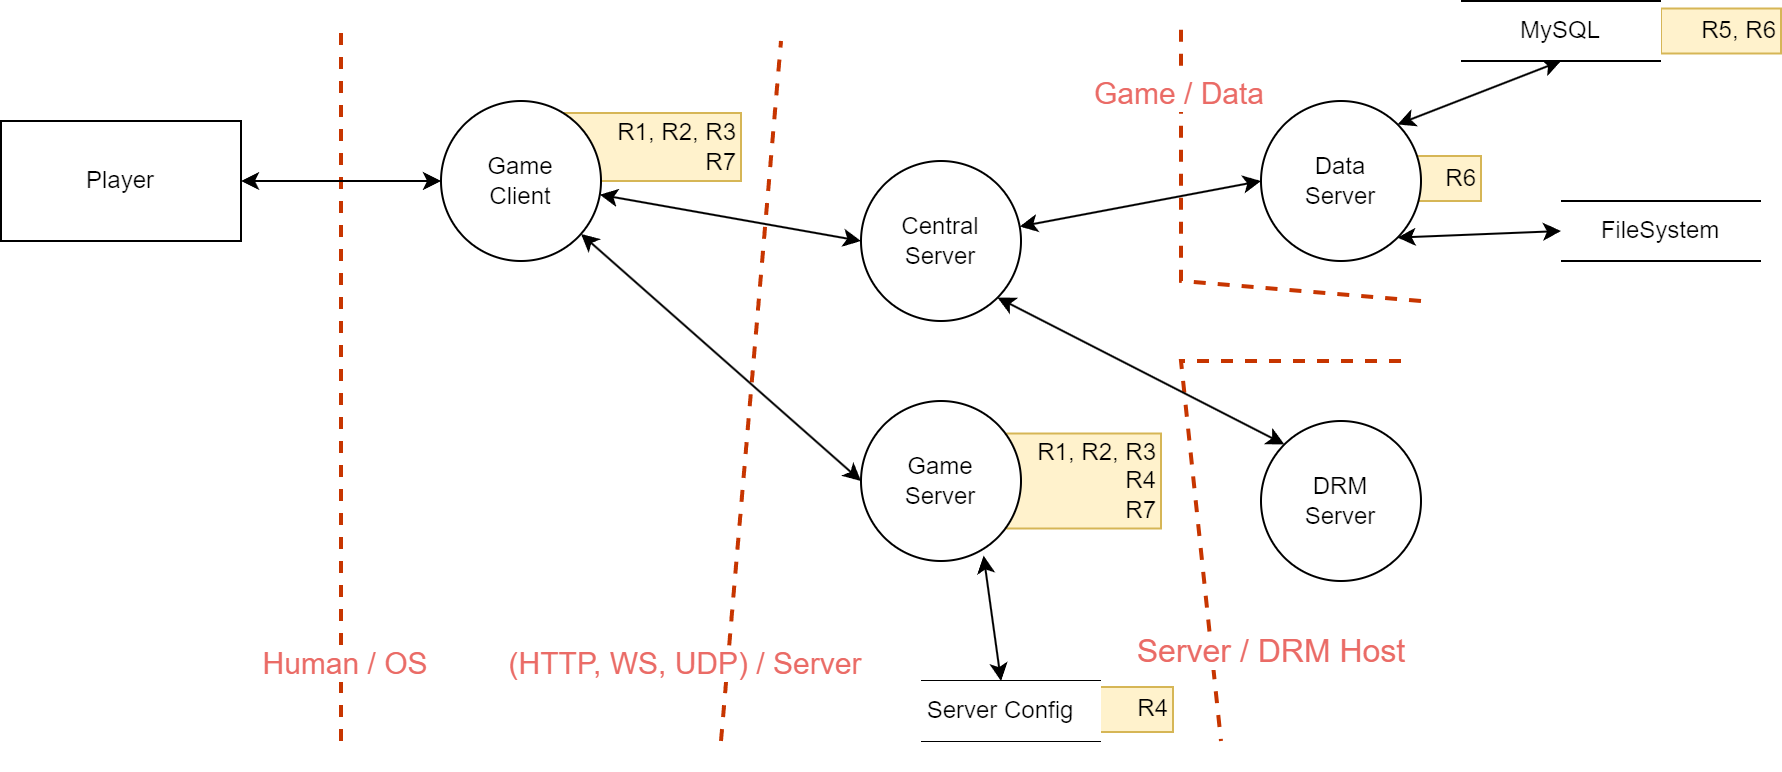 MySQL
R5, R6
Game / Data
Player
Game
Client
R1, R2, R3
R7
Data
Server
R6
Central
Server
FileSystem
Game
Server
R1, R2, R3
R4
R7
DRM
Server
Human / OS
(HTTP, WS, UDP) / Server
Server / DRM Host
Server Config
R4